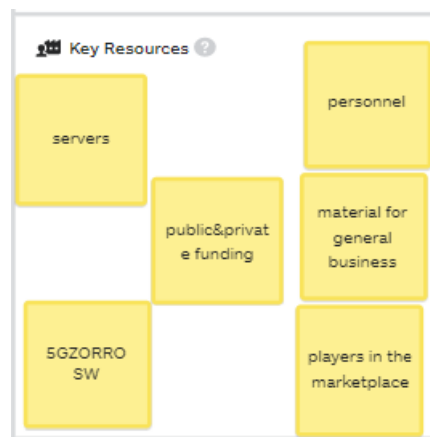 Key Resources ?
servers
personnel
public&privat
e funding
material for
general
business
5GZORRO
SW
players in the
marketplace